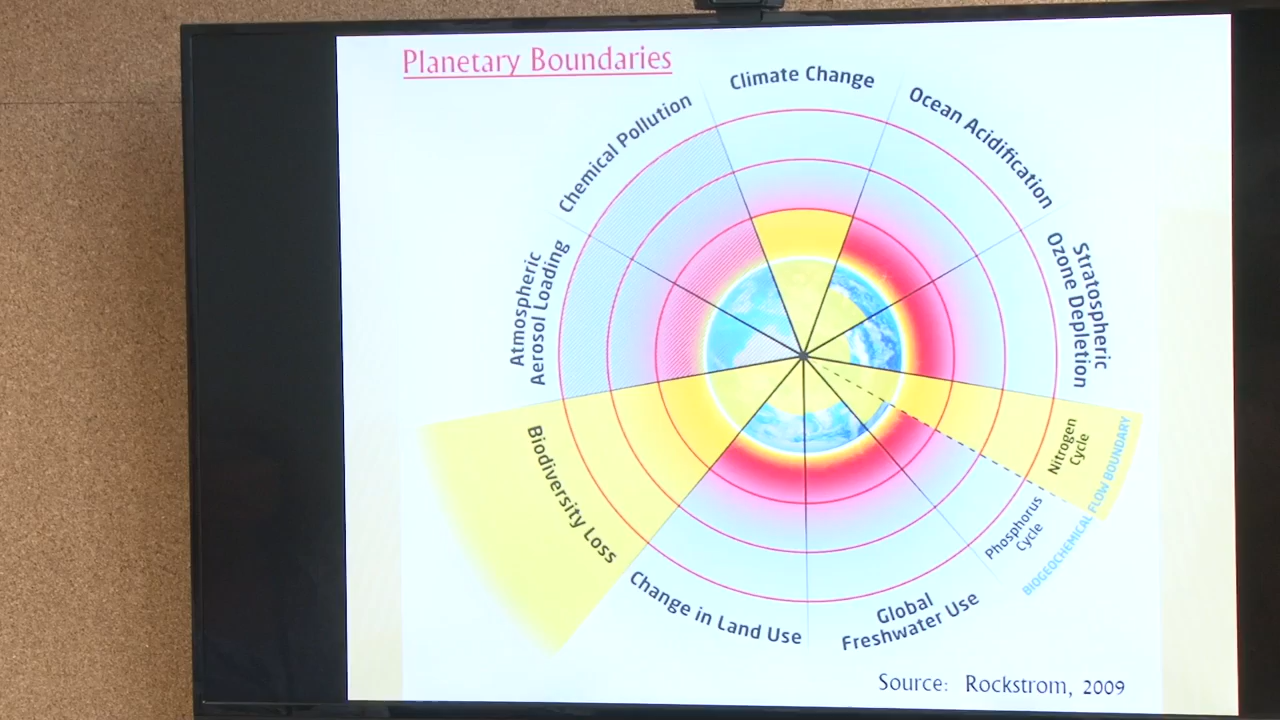 Planetary Boundaries
Climate Change
Ocean Acidification
Stratospheric
Ozone Depletion
Nitrogen
Cycle
BIOGEOCHEMICAL FLOW BOUNDARY
Phosphorus
Cycle
Global
Freshwater Use
Change in Land Use
Biodiversity Loss
Atmospheric
Aerosol Loading
Chemical Pollution
Source: Rockstrom, 2009